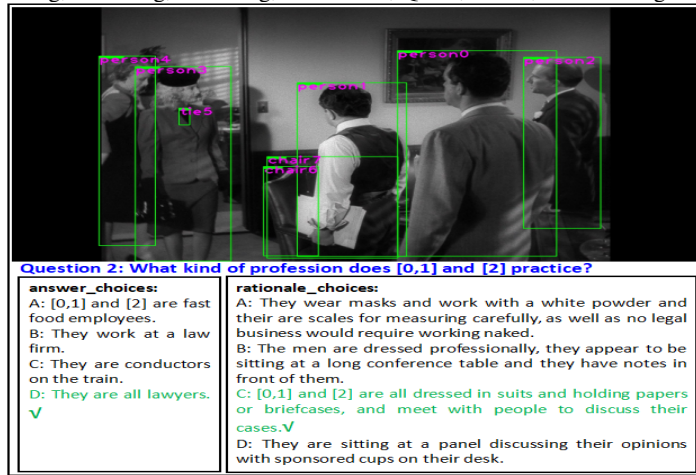 person4
person3
person0
person2
person1
tie5
chair7
chair6
Question 2: What kind of profession does [0,1] and [2] practice?
answer_choices:
A: [0,1] and [2] are fast
food employees.
B: They work at a law
firm.
C: They are conductors
on the train.
D: They are all lawyers.
√
rationale_choices:
A: They wear masks and work with a white powder and
their are scales for measuring carefully, as well as no legal
business would require working naked.
B: The men are dressed professionally, they appear to be
sitting at a long conference table and they have notes in
front of them.
C: [0,1] and [2] are all dressed in suits and holding papers
or briefcases, and meet with people to discuss their
cases.√
D: They are sitting at a panel discussing their opinions
with sponsored cups on their desk.